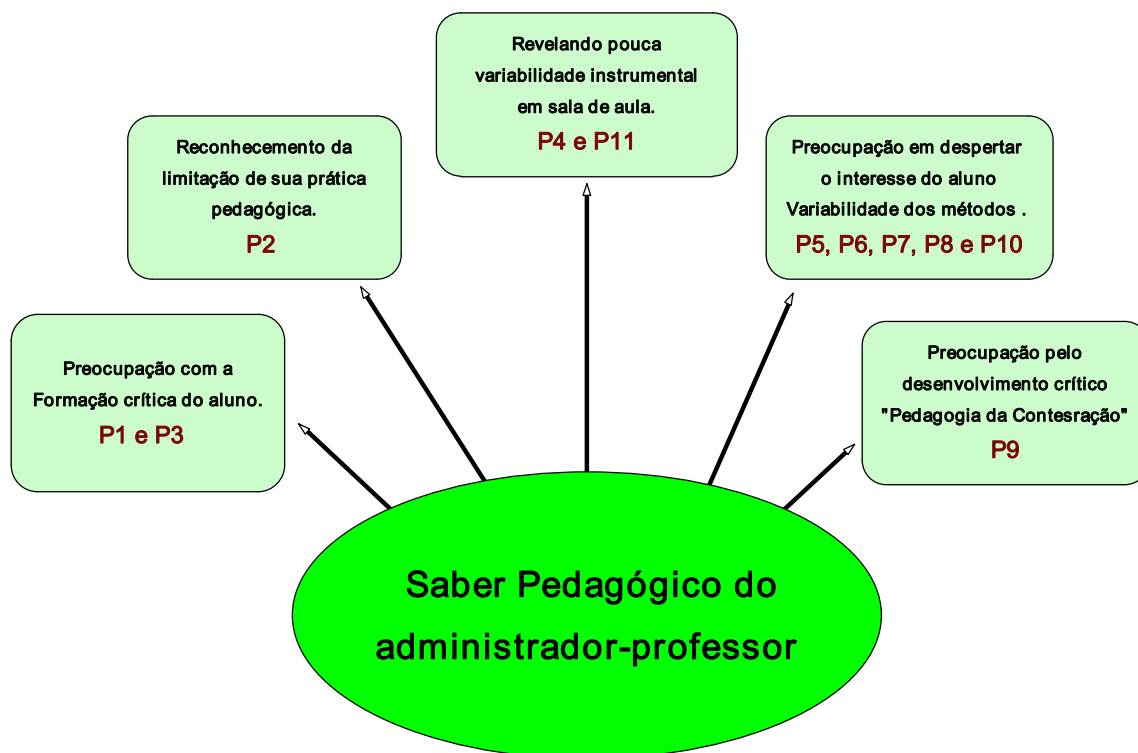 Revelando pouca
variabilidade instrumental
em sala de aula.
P4 e P11
Reconhecemento da
limitação de sua prática
pedagógica.
P2
Preocupação em despertar
o interesse do aluno
Variabilidade dos métodos .
P5, P6, P7, P8 e P10
Preocupação com a
Formação crítica do aluno.
P1 e P3
Preocupação pelo
desenvolvimento crítico
"Pedagogia da Contesração"
P9
Saber Pedagógico do
administrador-professor